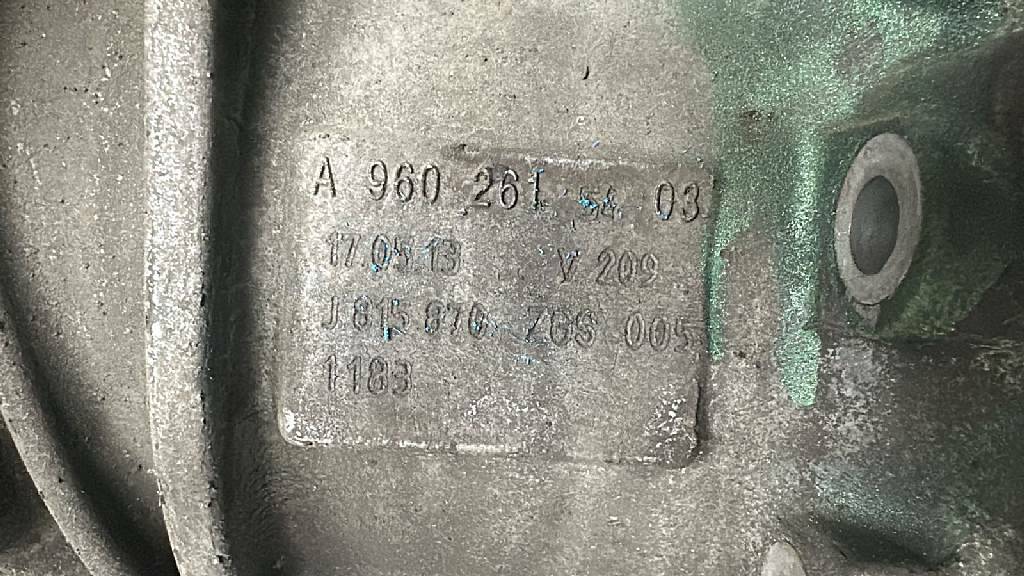 A 960 261 54 03
17.05.13 V 209
J 815 870 ZGS 005
1183